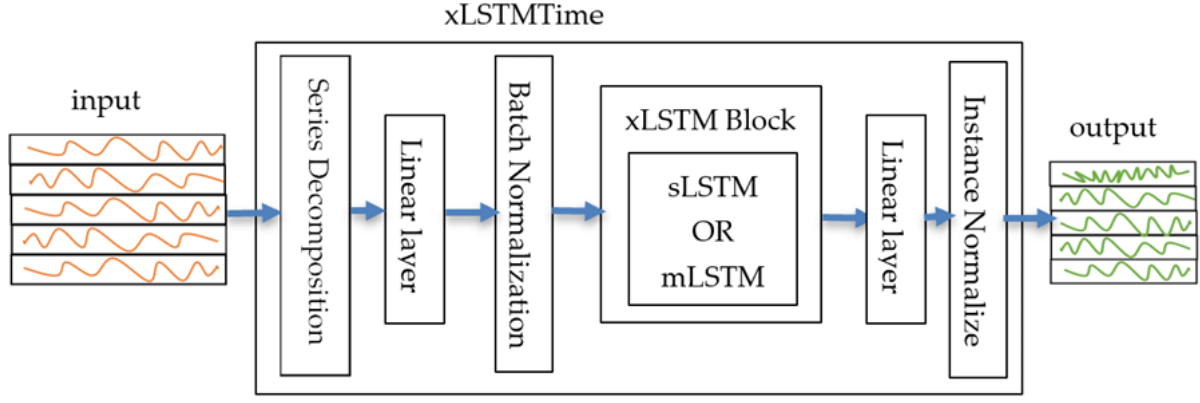 xLSTMTime
input
Series Decomposition
Linear layer
Batch Normalization
xLSTM Block
sLSTM
OR
mLSTM
Linear layer
Instance Normalize
output